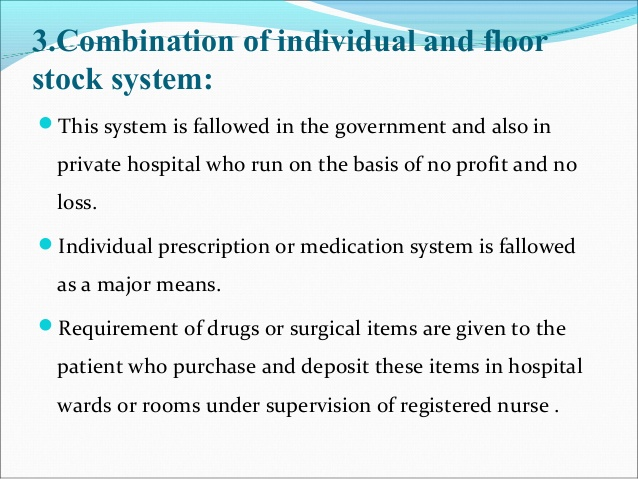 3.Combination of individual and floor
stock system:
This system is fallowed in the government and also in
private hospital who run on the basis of no profit and no
loss.
Individual prescription or medication system is fallowed
as a major means.
Requirement of drugs or surgical items are given to the
patient who purchase and deposit these items in hospital
wards or rooms under supervision of registered nurse .